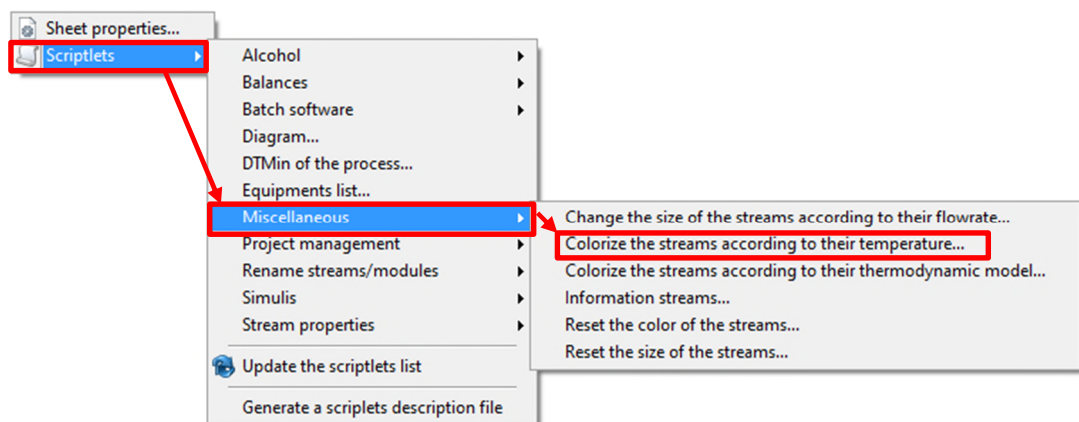 Sheet properties...
Scriptlets
Alcohol
Balances
Batch software
Diagram...
DTMin of the process...
Equipments list...
Miscellaneous
Project management
Rename streams/modules
Simulis
Stream properties
Update the scriptlets list
Generate a scriplets description file
Change the size of the streams according to their flowrate...
Colorize the streams according to their temperature...
Colorize the streams according to their thermodynamic model...
Information streams...
Reset the color of the streams...
Reset the size of the streams...